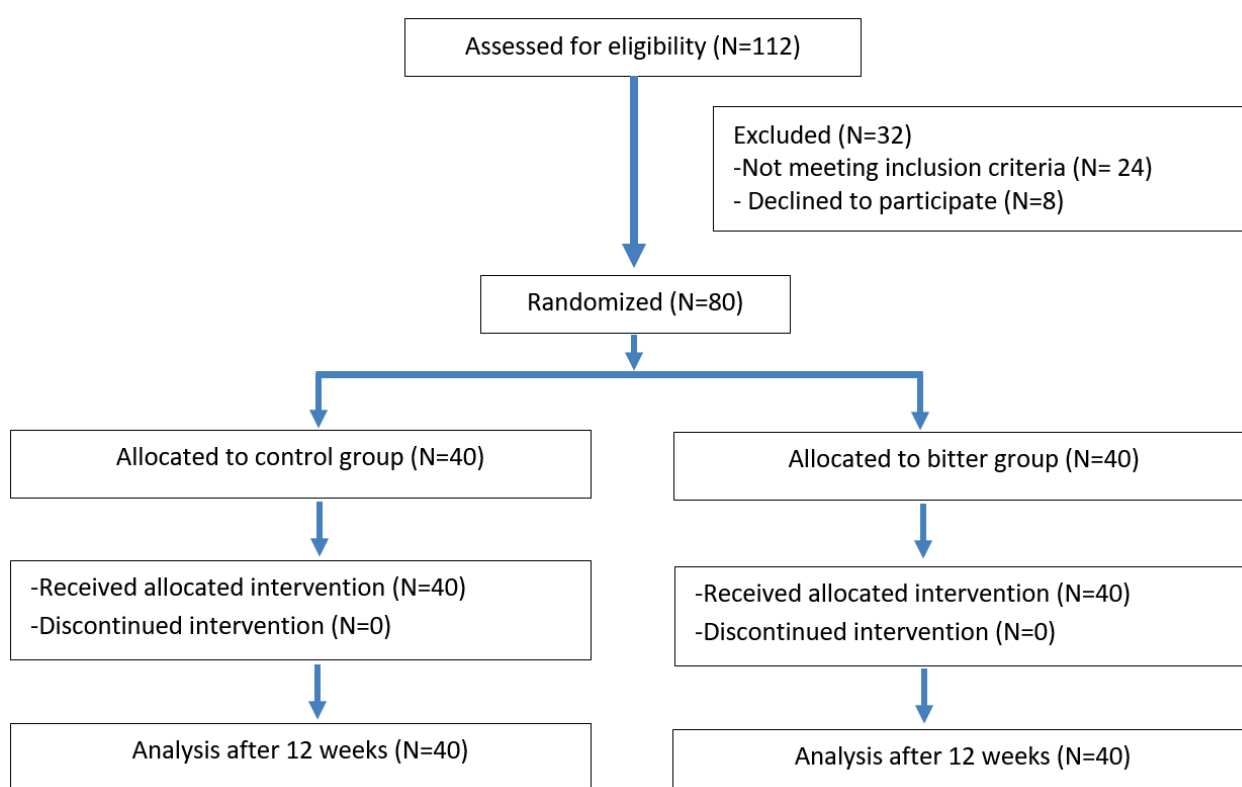 Assessed for eligibility (N=112)
Excluded (N=32)
-Not meeting inclusion criteria (N= 24)
- Declined to participate (N=8)
Randomized (N=80)
Allocated to control group (N=40)
Allocated to bitter group (N=40)
-Received allocated intervention (N=40)
-Discontinued intervention (N=0)
-Received allocated intervention (N=40)
-Discontinued intervention (N=0)
Analysis after 12 weeks (N=40)
Analysis after 12 weeks (N=40)